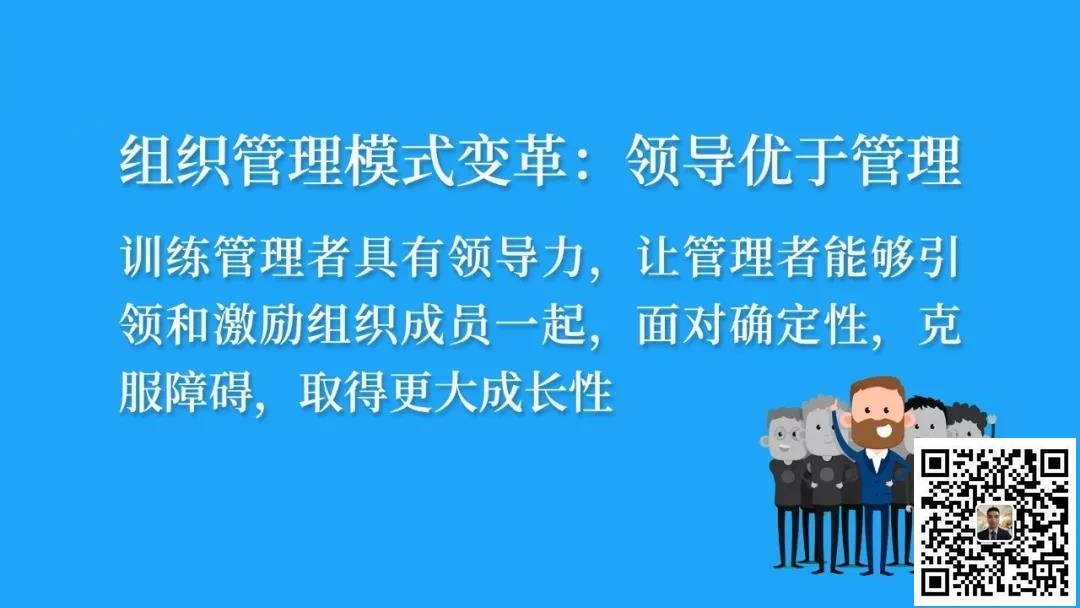 组织管理模式变革：领导优于管理
训练管理者具有领导力，让管理者能够引
领和激励组织成员一起，面对确定性，克
服障碍，取得更大成长性